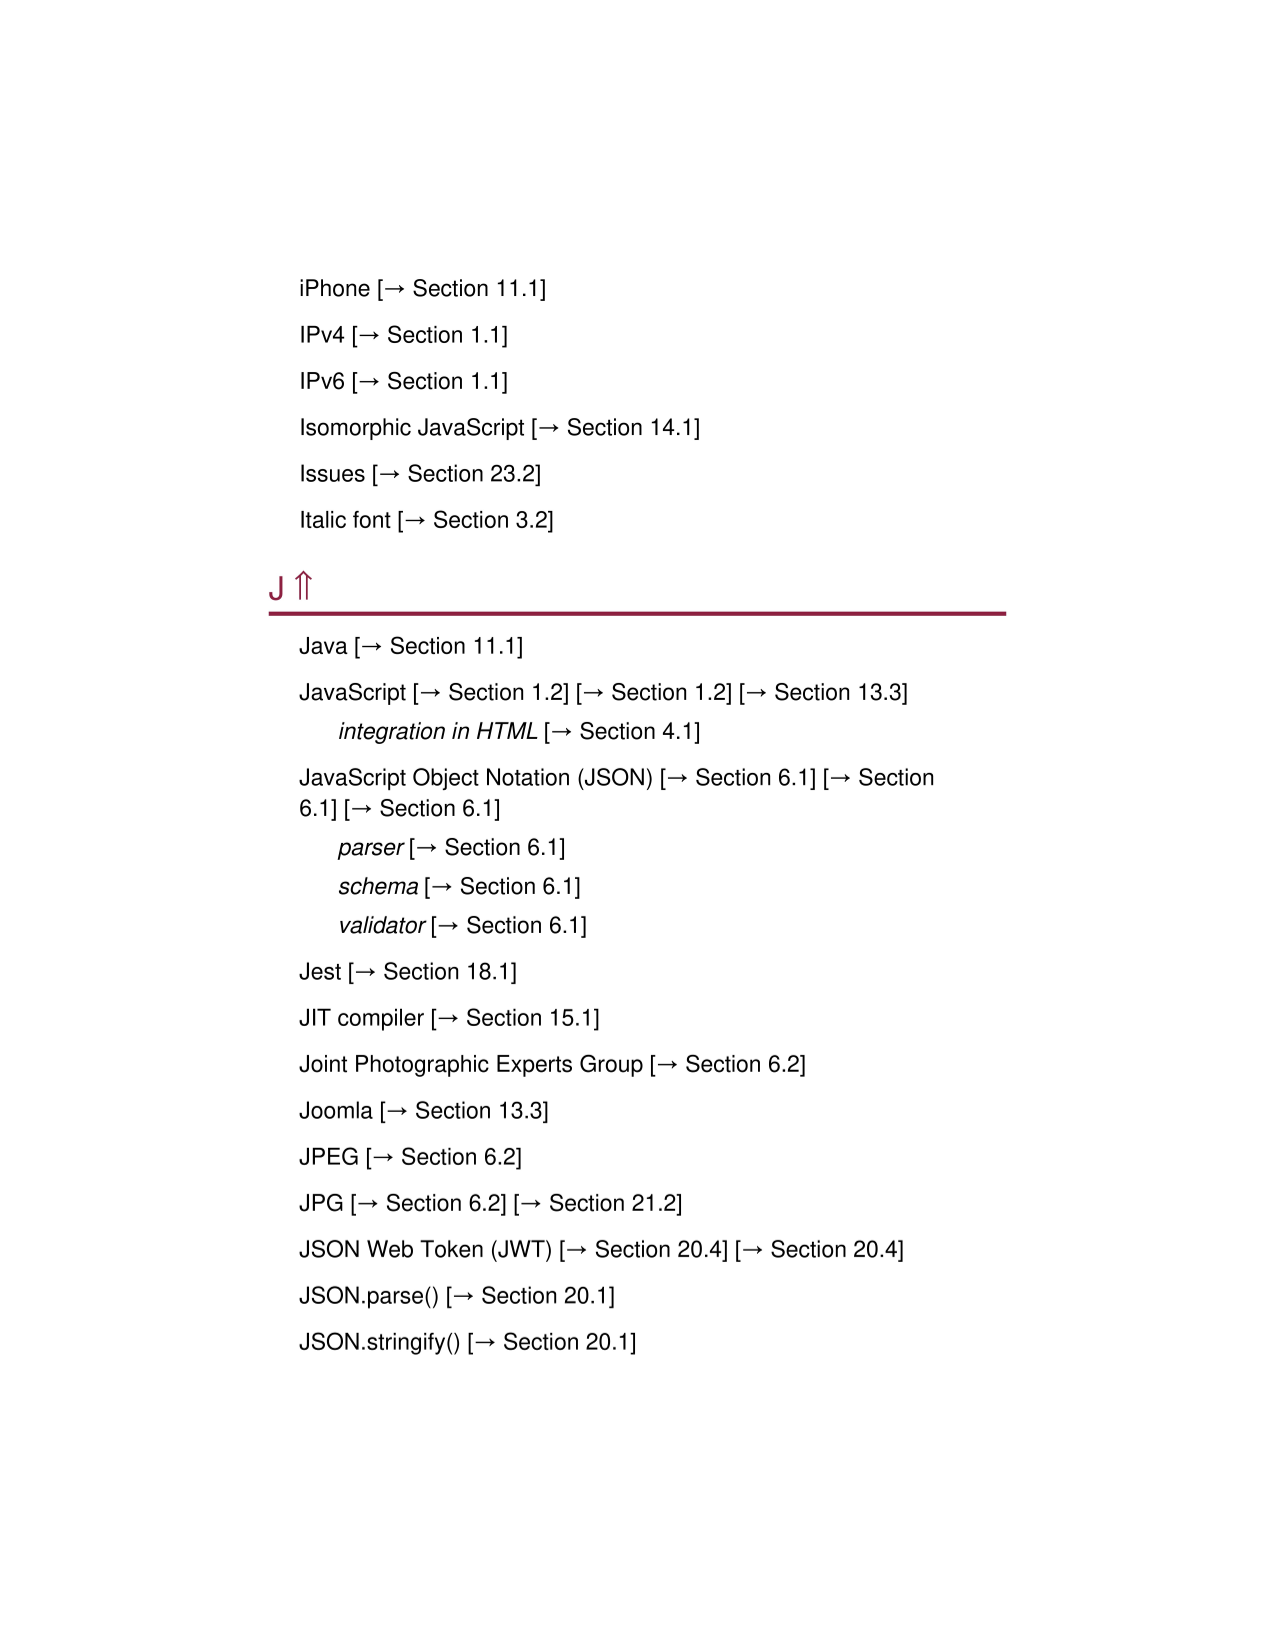 iPhone [→ Section 11.1]
IPv4 [→ Section 1.1]
IPv6 [→ Section 1.1]
Isomorphic JavaScript [→ Section 14.1]
Issues [→ Section 23.2]
Italic font [→ Section 3.2]
J ⇑
Java [→ Section 11.1]
JavaScript [→ Section 1.2] [→ Section 1.2] [→ Section 13.3]
integration in HTML [→ Section 4.1]
JavaScript Object Notation (JSON) [→ Section 6.1] [→ Section
6.1] [→ Section 6.1]
parser [→ Section 6.1]
schema [→ Section 6.1]
validator [→ Section 6.1]
Jest [→ Section 18.1]
JIT compiler [→ Section 15.1]
Joint Photographic Experts Group [→ Section 6.2]
Joomla [→ Section 13.3]
JPEG [→ Section 6.2]
JPG [→ Section 6.2] [→ Section 21.2]
JSON Web Token (JWT) [→ Section 20.4] [→ Section 20.4]
JSON.parse() [→ Section 20.1]
JSON.stringify() [→ Section 20.1]